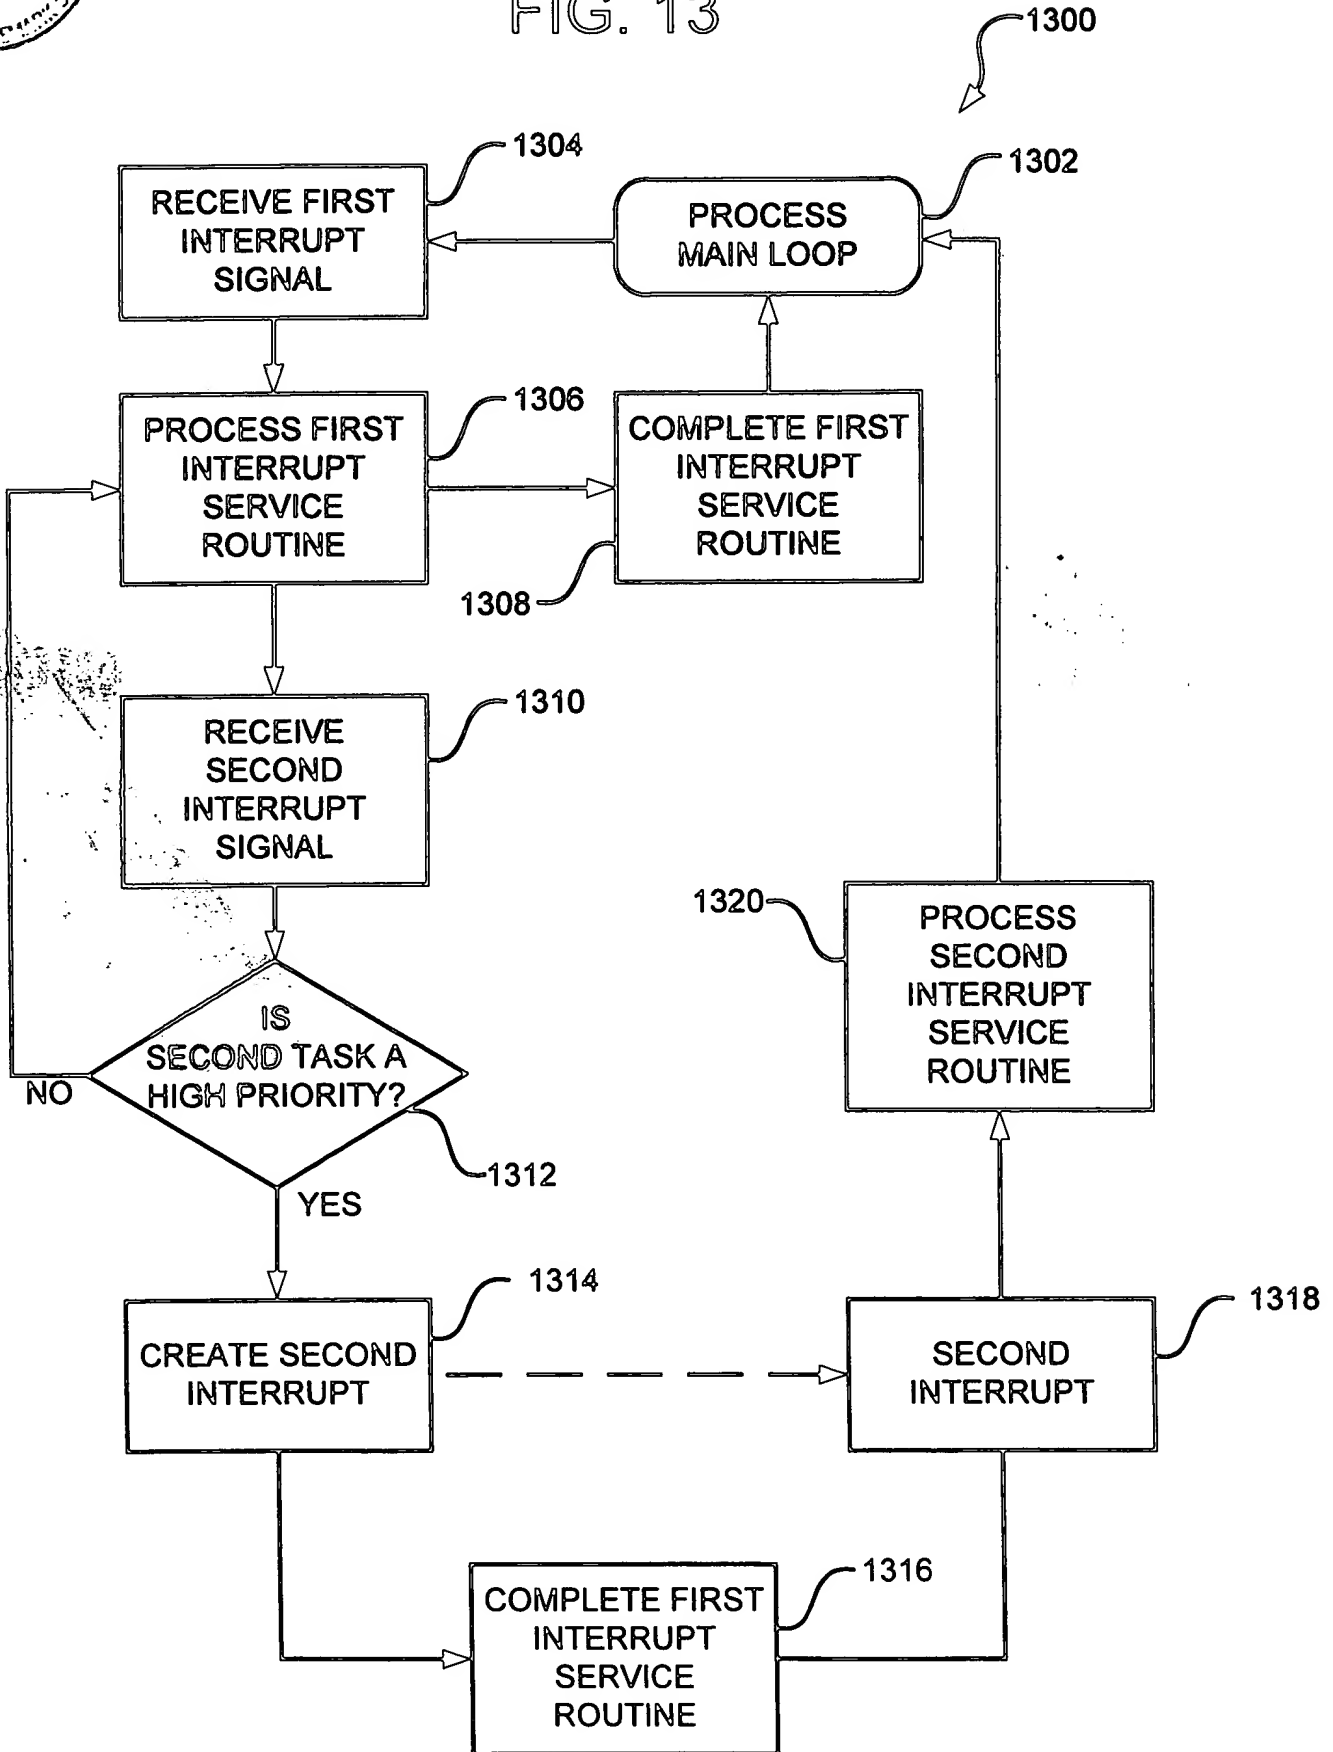 FIG. 13
1300
1304
RECEIVE FIRST
INTERRUPT
SIGNAL
1302
PROCESS
MAIN LOOP
1306
PROCESS FIRST
INTERRUPT
SERVICE
ROUTINE
COMPLETE FIRST
INTERRUPT
SERVICE
ROUTINE
1308
1310
RECEIVE
SECOND
INTERRUPT
SIGNAL
1320
PROCESS
SECOND
INTERRUPT
SERVICE
ROUTINE
IS
SECOND TASK A
HIGH PRIORITY?
NO
1312
YES
1314
CREATE SECOND
INTERRUPT
1318
SECOND
INTERRUPT
1316
COMPLETE FIRST
INTERRUPT
SERVICE
ROUTINE